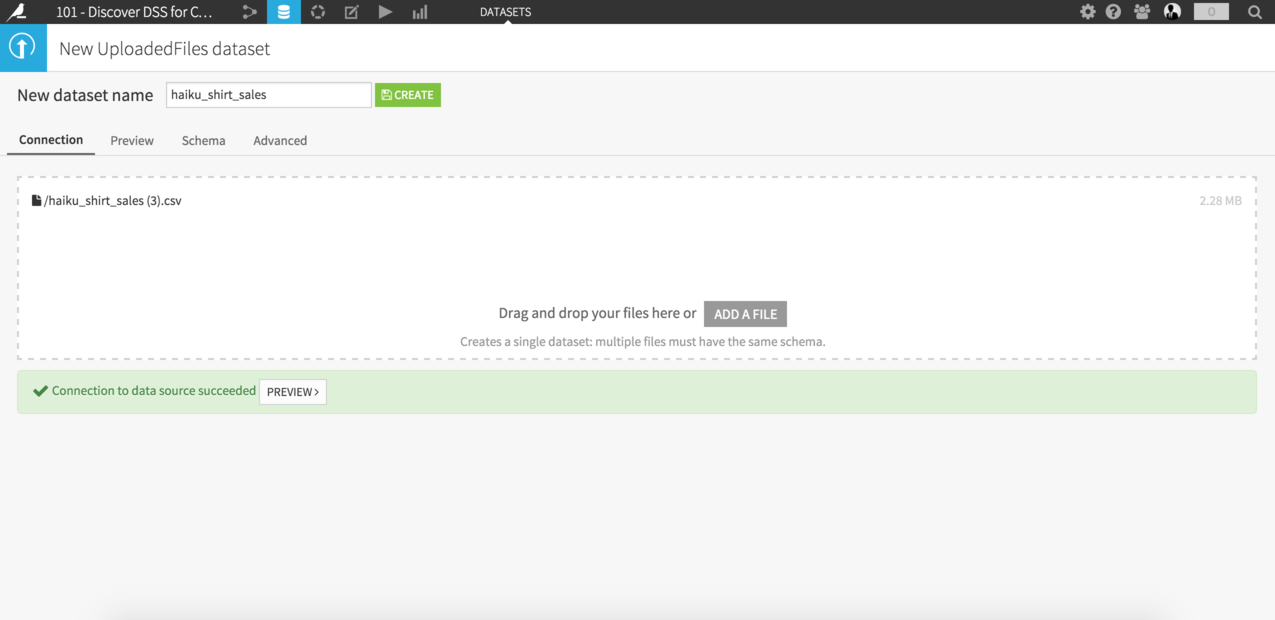 101 - Discover DSS for C... DATASETS 0
New UploadedFiles dataset
New dataset name haiku_shirt_sales CREATE
Connection Preview Schema Advanced
/haiku_shirt_sales (3).csv 2.28 MB
Drag and drop your files here or ADD A FILE
Creates a single dataset: multiple files must have the same schema.
Connection to data source succeeded PREVIEW >